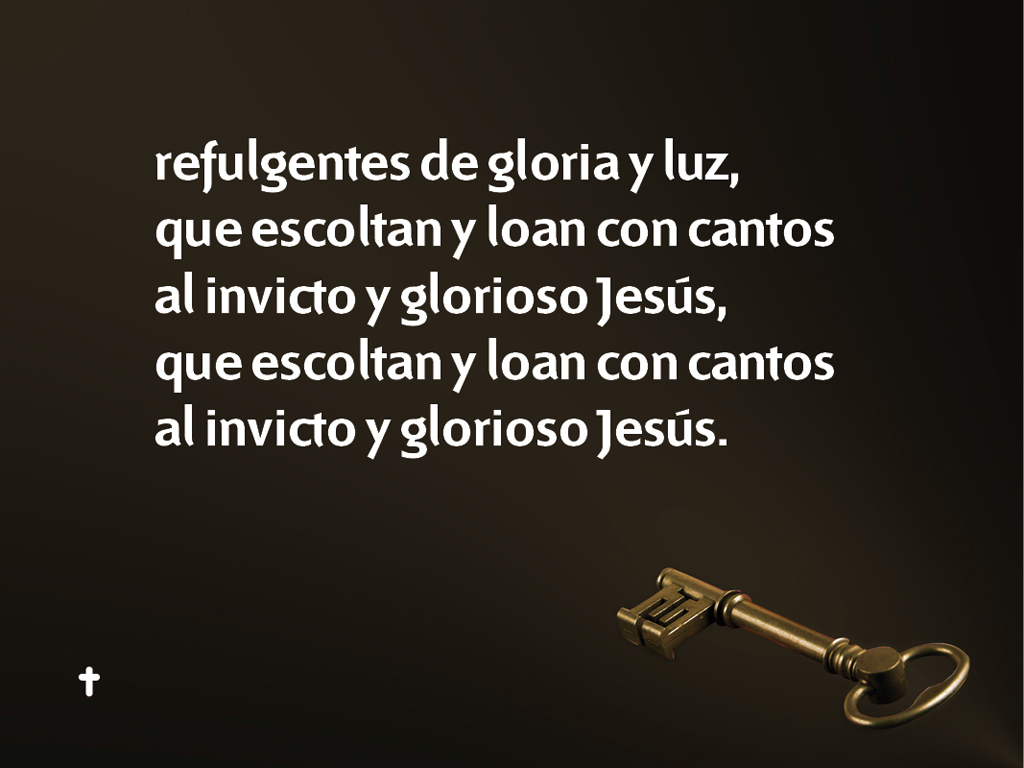 refulgentes de gloria y luz,
que escoltan y loan con cantos
al invicto y glorioso Jesús,
que escoltan y loan con cantos
al invicto y glorioso Jesús.